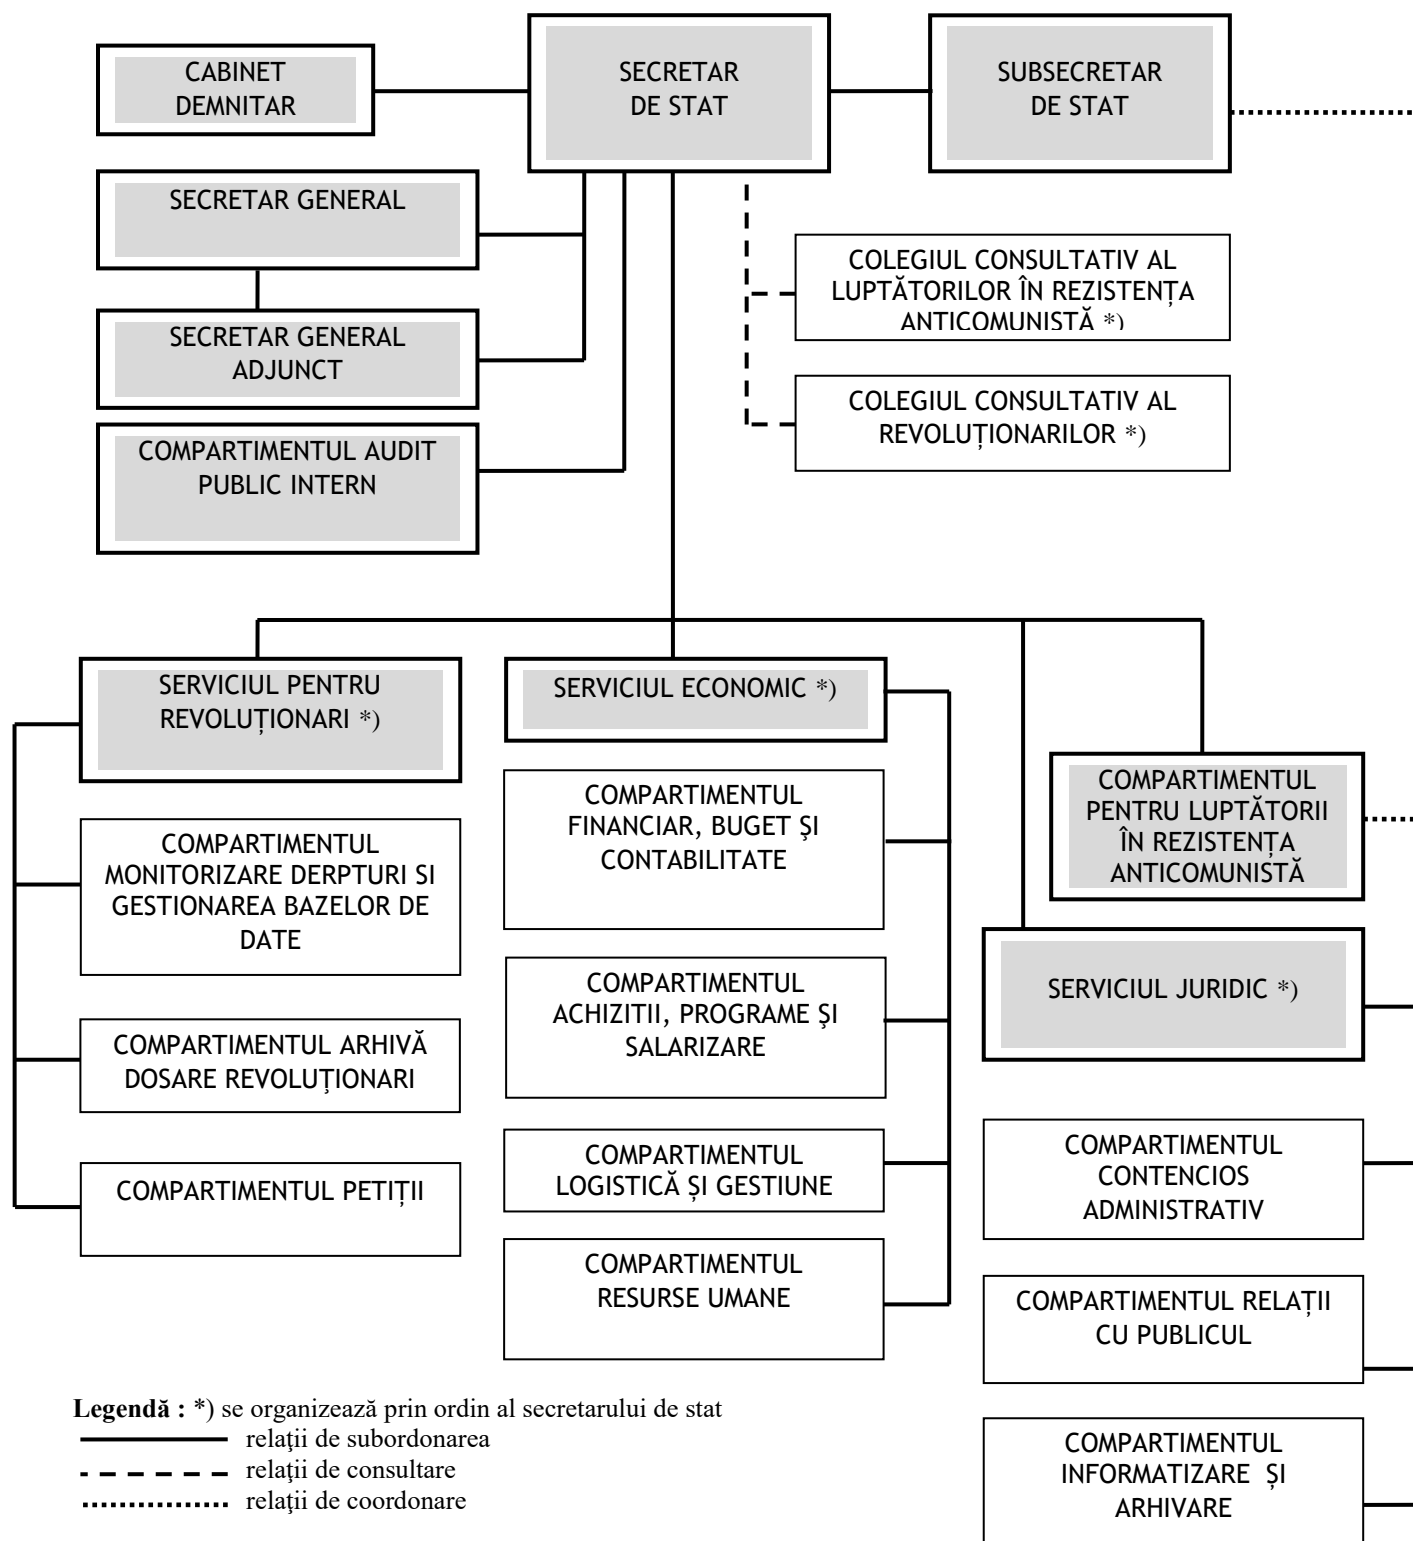 CABINET
DEMNITAR
SECRETAR
DE STAT
SUBSECRETAR
DE STAT
SECRETAR GENERAL
SECRETAR GENERAL
ADJUNCT
COMPARTIMENTUL AUDIT
PUBLIC INTERN
COLEGIUL CONSULTATIV AL
LUPTĂTORILOR ÎN REZISTENȚA
ANTICOMUNISTĂ *)
COLEGIUL CONSULTATIV AL
REVOLUȚIONARILOR *)
SERVICIUL PENTRU
REVOLUȚIONARI *)
COMPARTIMENTUL
MONITORIZARE DERPTURI SI
GESTIONAREA BAZELOR DE
DATE
COMPARTIMENTUL ARHIVĂ
DOSARE REVOLUŢIONARI
COMPARTIMENTUL PETIȚII
SERVICIUL ECONOMIC *)
COMPARTIMENTUL
FINANCIAR, BUGET ŞI
CONTABILITATE
COMPARTIMENTUL
ACHIZITII, PROGRAME ŞI
SALARIZARE
COMPARTIMENTUL
LOGISTICĂ ȘI GESTIUNE
COMPARTIMENTUL
RESURSE UMANE
COMPARTIMENTUL
PENTRU LUPTĂTORII
ÎN REZISTENȚA
ANTICOMUNISTĂ
SERVICIUL JURIDIC *)
COMPARTIMENTUL
CONTENCIOS
ADMINISTRATIV
COMPARTIMENTUL RELAȚII
CU PUBLICUL
COMPARTIMENTUL
INFORMATIZARE ȘI
ARHIVARE
Legendă : *) se organizează prin ordin al secretarului de stat
relaţii de subordonarea
relaţii de consultare
relaţii de coordonare